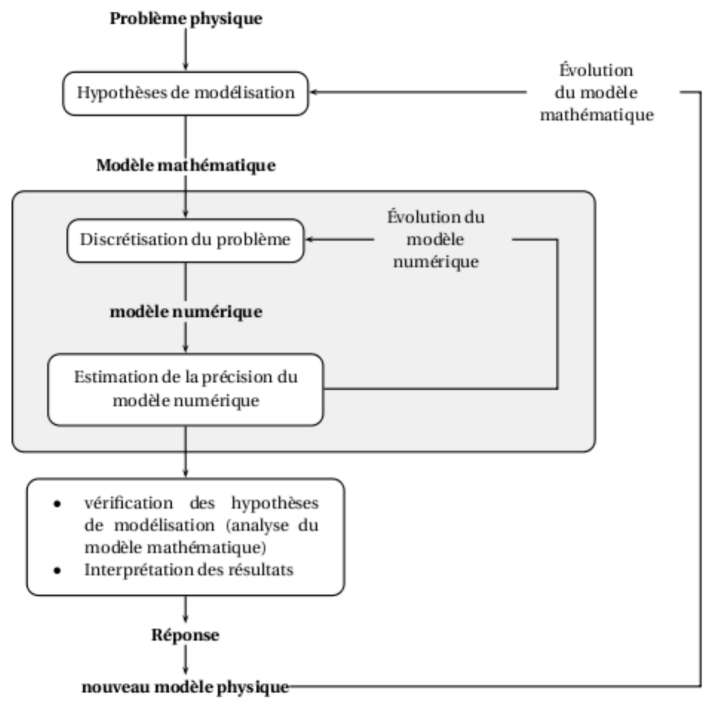 Problème physique
Hypothèses de modélisation
Évolution
du modèle
mathématique
Modèle mathématique
Discrétisation du problème
Évolution du
modèle
numérique
modèle numérique
Estimation de la précision du
modèle numérique
• vérification des hypothèses
de modélisation (analyse du
modèle mathématique)
• Interprétation des résultats
Réponse
nouveau modèle physique